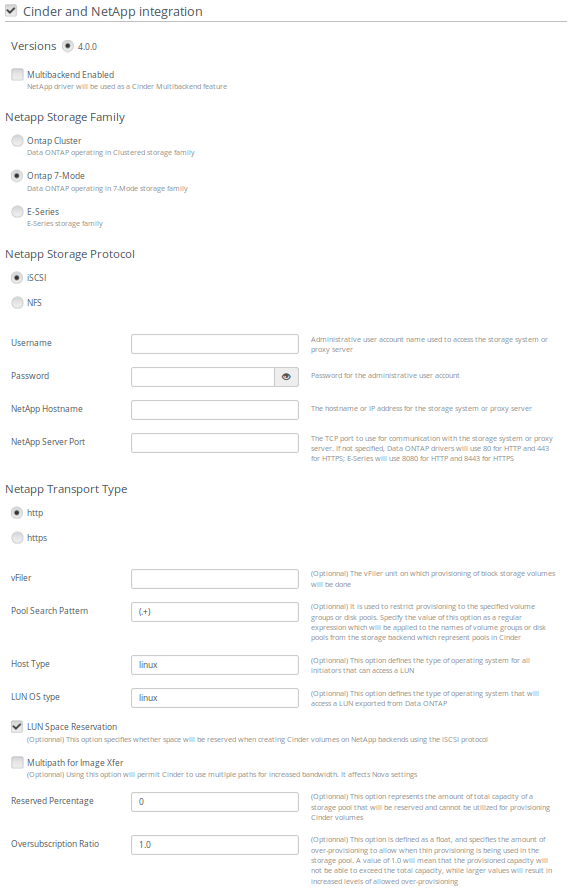 Cinder and NetApp integration
Versions 4.0.0
Multibackend Enabled
NetApp driver will be used as a Cinder Multibackend feature
Netapp Storage Family
Ontap Cluster
Data ONTAP operating in Clustered storage family
Ontap 7-Mode
Data ONTAP operating in 7-Mode storage family
E-Series
E-Series storage family
Netapp Storage Protocol
iSCSI
NFS
Username
Administrative user account name used to access the storage system or
proxy server
Password
Password for the administrative user account
NetApp Hostname
The hostname or IP address for the storage system or proxy server
NetApp Server Port
The TCP port to use for communication with the storage system or proxy
server. If not specified, Data ONTAP drivers will use 80 for HTTP and 443
for HTTPS; E-Series will use 8080 for HTTP and 8443 for HTTPS
Netapp Transport Type
http
https
vFiler
(Optionnal) The vFiler unit on which provisioning of block storage volumes
will be done
Pool Search Pattern
(.+)
(Optionnal) It is used to restrict provisioning to the specified volume
groups or disk pools. Specify the value of this option as a regular
expression which will be applied to the names of volume groups or disk
pools from the storage backend which represent pools in Cinder
Host Type
linux
(Optionnal) This option defines the type of operating system for all
initiators that can access a LUN
LUN OS type
linux
(Optionnal) This option defines the type of operating system that will
access a LUN exported from Data ONTAP
LUN Space Reservation
(Optionnal) This option specifies whether space will be reserved when creating Cinder volumes on NetApp backends using the iSCSI protocol
Multipath for Image Xfer
(Optionnal) Using this option will permit Cinder to use multiple paths for increased bandwidth. It affects Nova settings
Reserved Percentage
0
(Optionnal) This option represents the amount of total capacity of a
storage pool that will be reserved and cannot be utilized for provisioning
Cinder volumes
Oversubscription Ratio
1.0
(Optionnal) This option is defined as a float, and specifies the amount of
over-provisioning to allow when thin provisioning is being used in the
storage pool. A value of 1.0 will mean that the provisioned capacity will
not be able to exceed the total capacity, while larger values will result in
increased levels of allowed over-provisioning